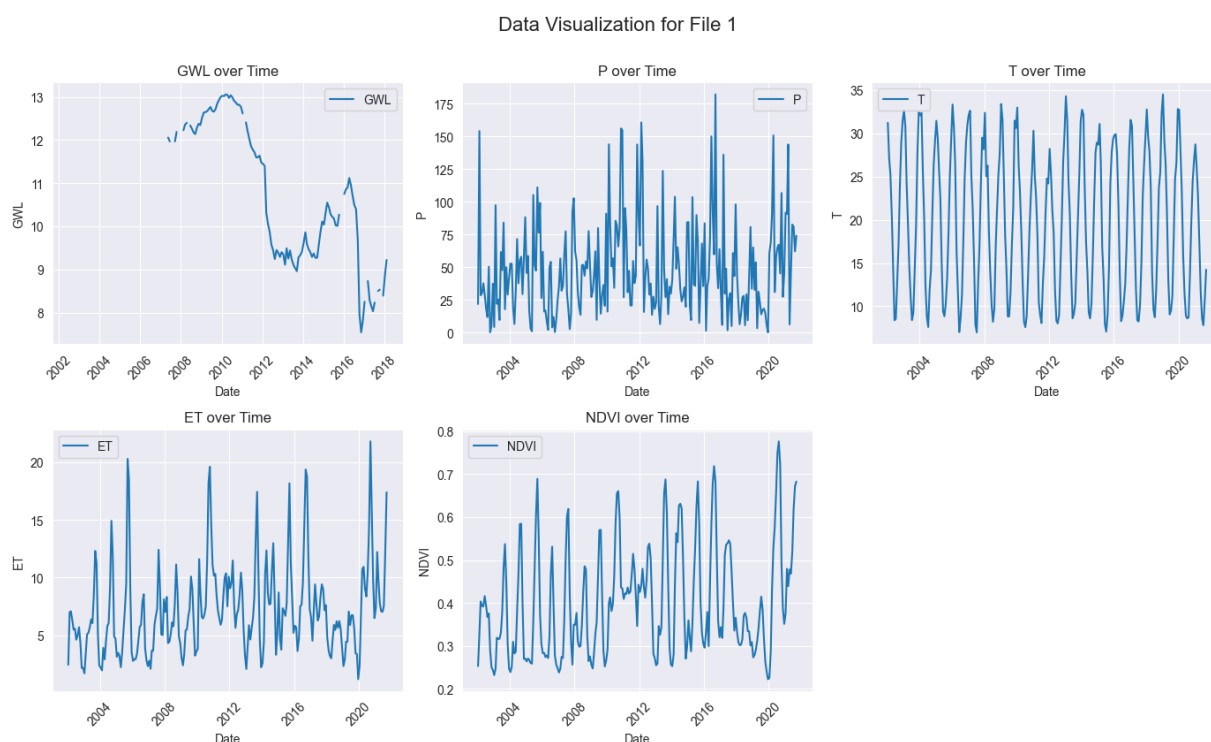 Data Visualization for File 1
GWL over Time
GWL
13
12
11
10
9
8
GWL
2002 2004 2006 2008 2010 2012 2014 2016 2018
Date
P over Time
P
175
150
125
100
75
50
25
0
P
2004 2008 2012 2016 2020
Date
T over Time
T
35
30
25
20
15
10
T
2004 2008 2012 2016 2020
Date
ET over Time
ET
20
15
10
5
ET
2004 2008 2012 2016 2020
Date
NDVI over Time
NDVI
0.8
0.7
0.6
0.5
0.4
0.3
0.2
NDVI
2004 2008 2012 2016 2020
Date